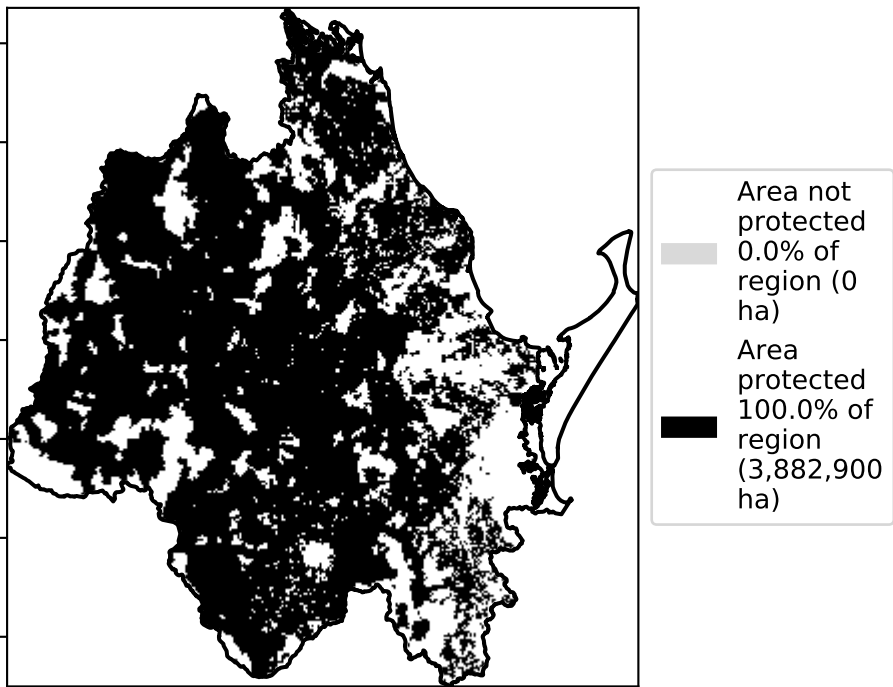 Area not
protected
0.0% of
region (0
ha)
Area
protected
100.0% of
region
(3,882,900
ha)